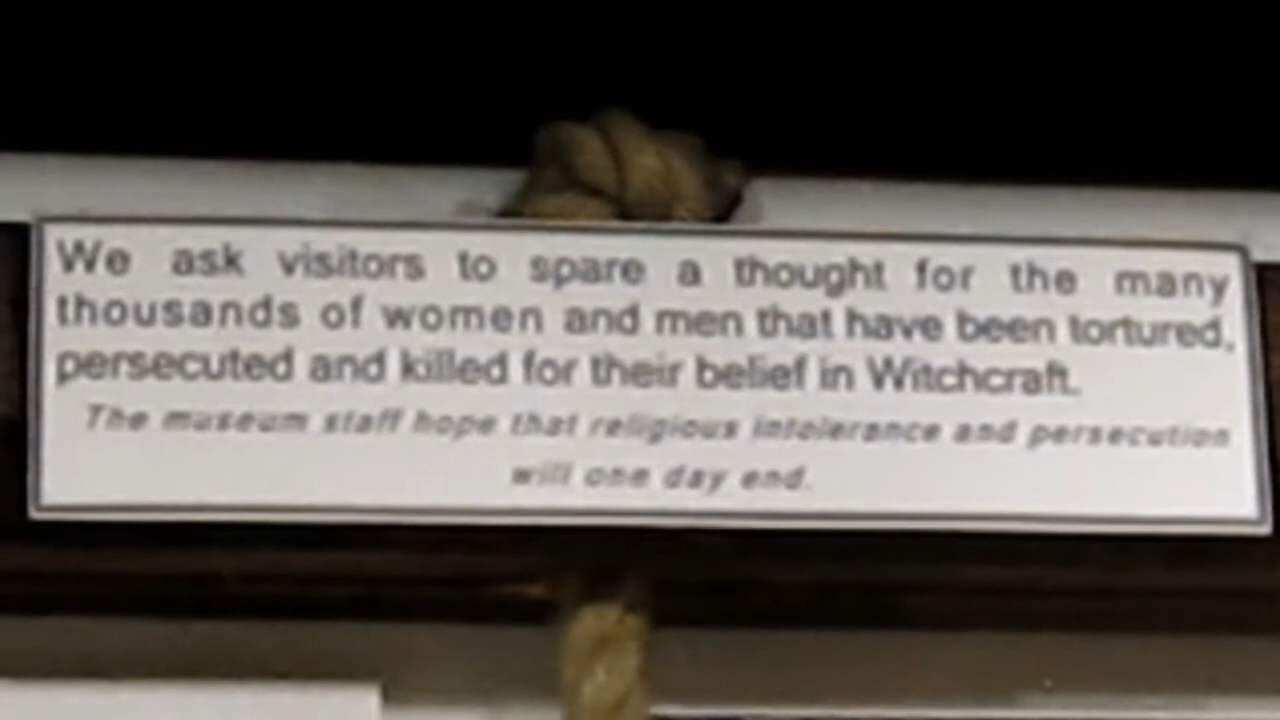 We ask visitors to spare a thought for the many
thousands of women and men that have been tortured,
persecuted and killed for their belief in Witchcraft.
The museum staff hope that religious intolerance and persecution
will one day end.